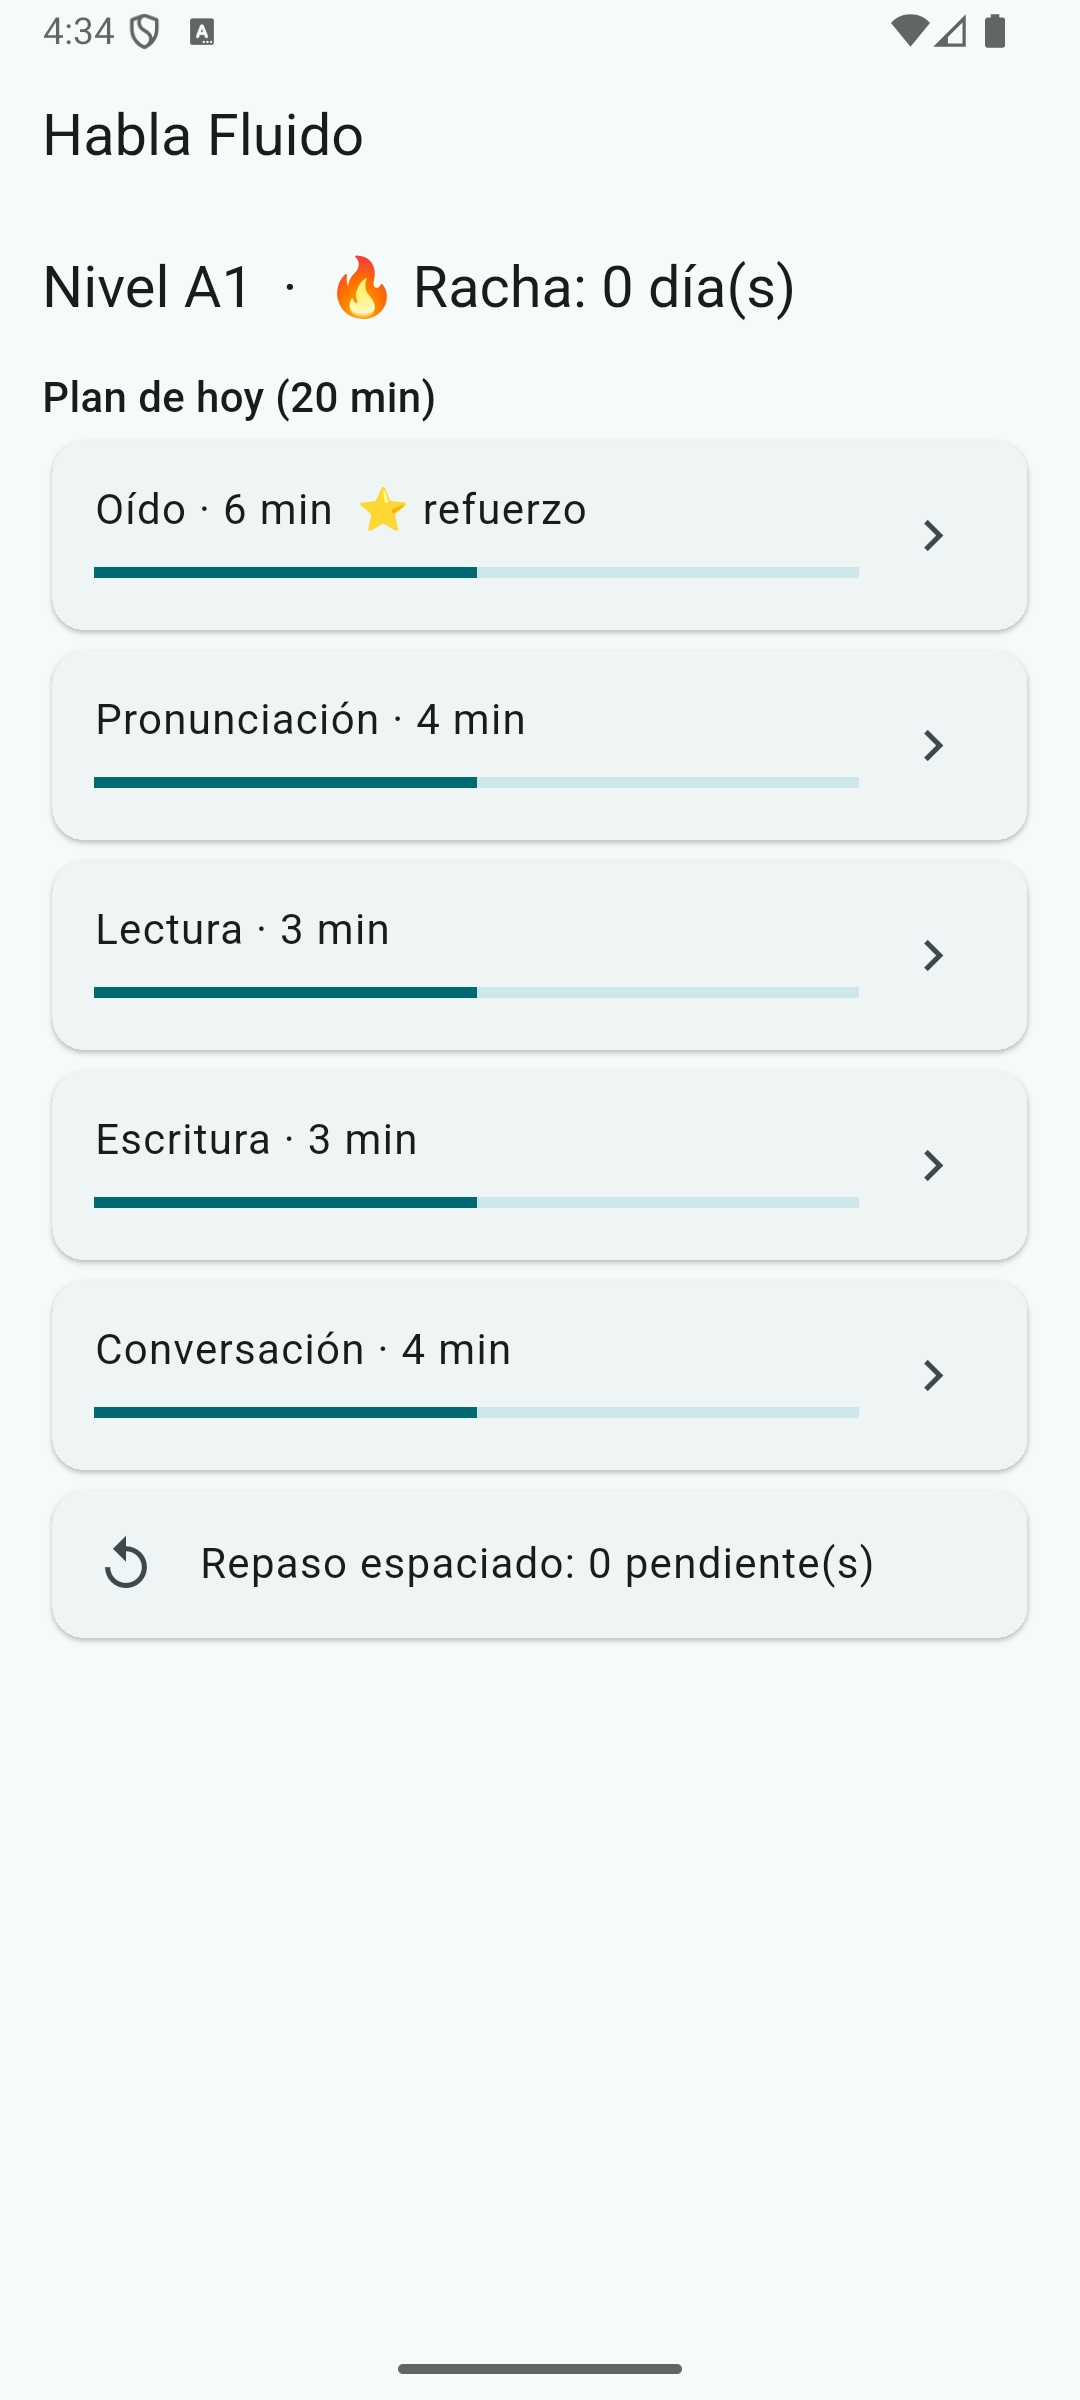 4:34
Habla Fluido
Nivel A1 · 🔥 Racha: 0 día(s)
Plan de hoy (20 min)
Oído · 6 min ⭐ refuerzo
Pronunciación · 4 min
Lectura · 3 min
Escritura · 3 min
Conversación · 4 min
Repaso espaciado: 0 pendiente(s)